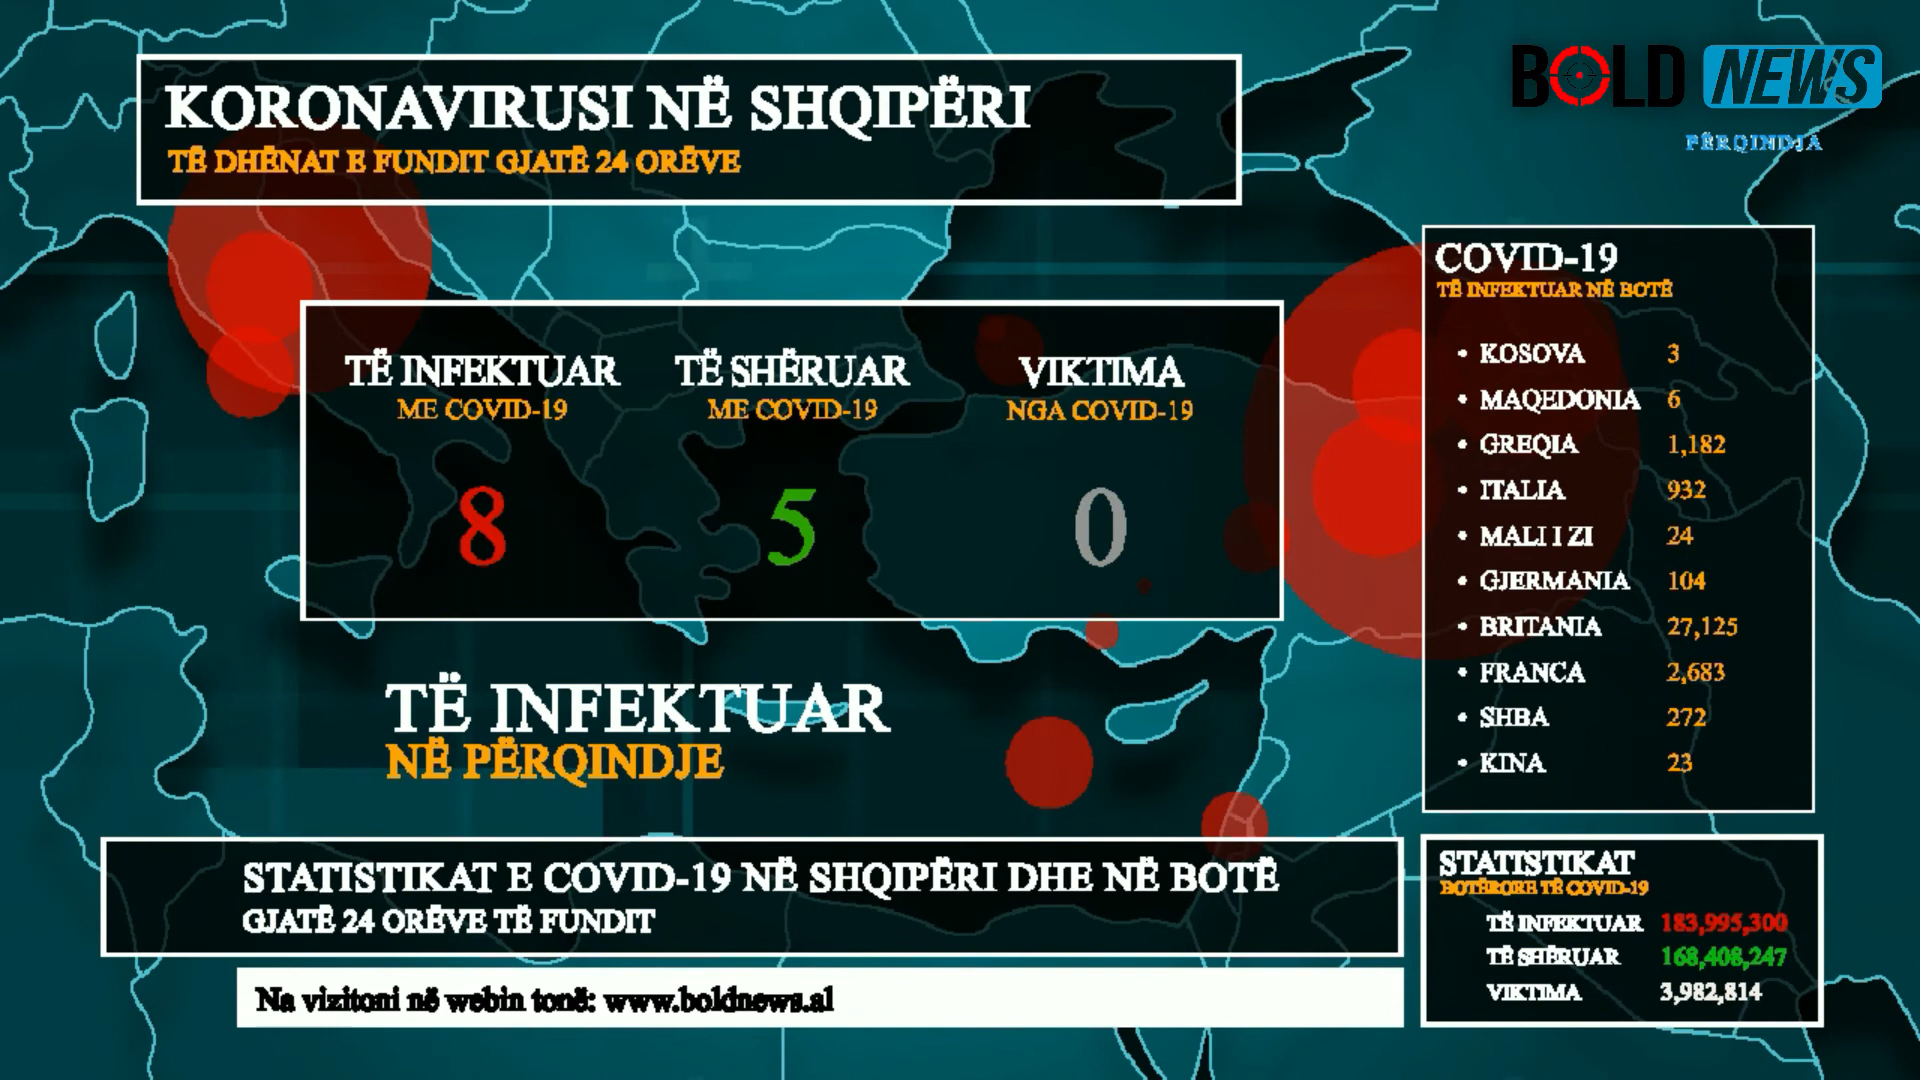 KORONAVIRUSI NË SHQIPËRI
TË DHËNAT E FUNDIT GJATË 24 ORËVE
BOLD NEWS
PËRQINDJA
TË INFEKTUAR
ME COVID-19
8
TË SHËRUAR
ME COVID-19
5
VIKTIMA
NGA COVID-19
0
TË INFEKTUAR
NË PËRQINDJE
COVID-19
TË INFEKTUAR NË BOTË
• KOSOVA 3
• MAQEDONIA 6
• GREQIA 1,182
• ITALIA 932
• MALI I ZI 24
• GJERMANIA 104
• BRITANIA 27,125
• FRANCA 2,683
• SHBA 272
• KINA 23
STATISTIKAT E COVID-19 NË SHQIPËRI DHE NË BOTË
GJATË 24 ORËVE TË FUNDIT
Na vizitoni në webin tonë: www.boldnews.al
STATISTIKAT
BOTËRORE TË COVID-19
TË INFEKTUAR 183,995,300
TË SHËRUAR 168,408,247
VIKTIMA 3,982,814